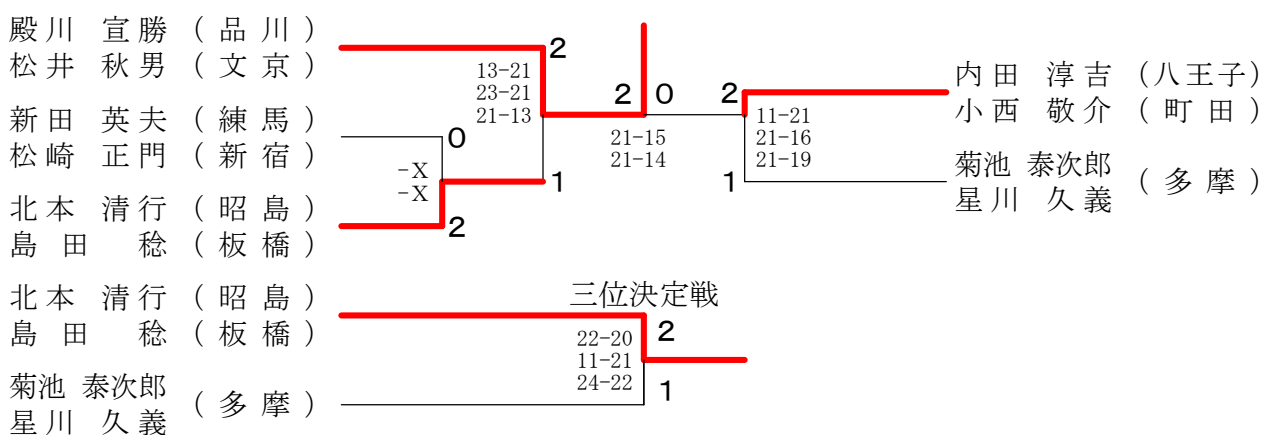 殿川 宣勝 (品川)
松井 秋男 (文京)
新田 英夫 (練馬)
松崎 正門 (新宿)
北本 清行 (昭島)
島田 稔 (板橋)
2
13-21
23-21
21-13
0
-X
-X
1
2
2 0
21-15
21-14
2
11-21
21-16
21-19
1
内田 淳吉 (八王子)
小西 敬介 (町田)
菊池 泰次郎
星川 久義
(多摩)
三位決定戦
北本 清行 (昭島)
島田 稔 (板橋)
菊池 泰次郎
星川 久義
(多摩)
22-20
11-21
24-22
2
1